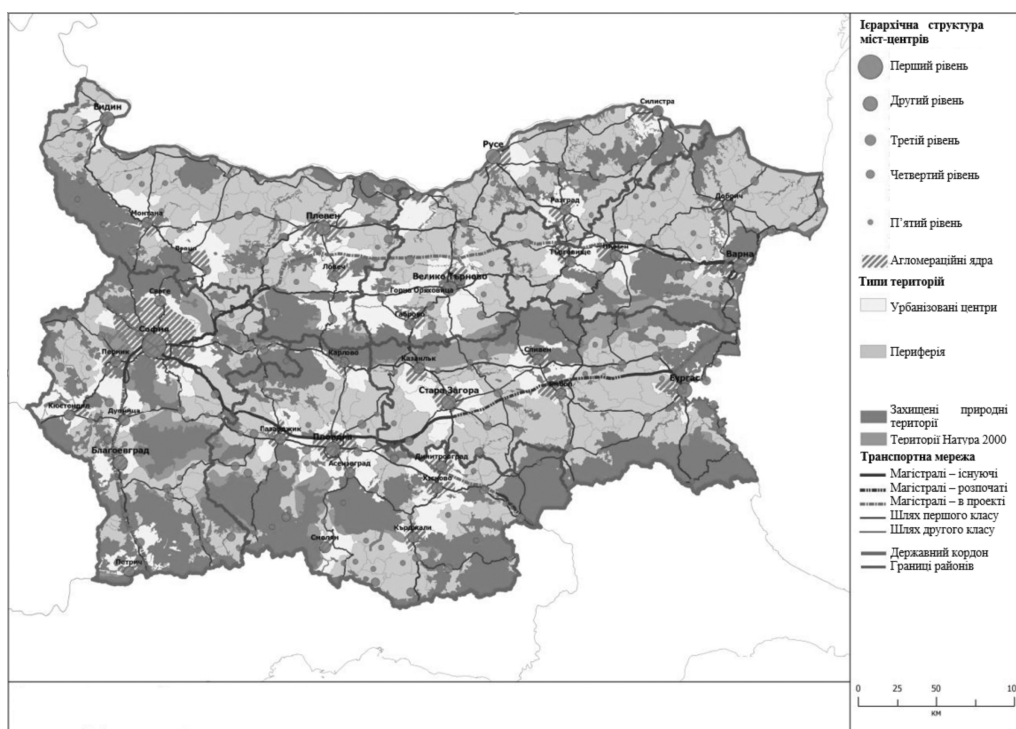 Видин
Силистра
Русе
Разград
Добрич
Монтана
Плевен
Враца
Търговище
Шумен
Варна
Ловеч
Велико Търново
Горна Оряховица
Габрово
Своге
София
Перник
Карлово
Казанлък
Сливен
Бургас
Стара Загора
Ямбол
Кюстендил
Дупница
Пазарджик
Пловдив
Благоевград
Асеновград
Димитровград
Хасково
Кърджали
Смолян
Петрич
Ієрархічна структура
міст-центрів
Перший рівень
Другий рівень
Третій рівень
Четвертий рівень
П’ятий рівень
Агломераційні ядра
Типи територій
Урбанізовані центри
Периферія
Захищені природні
території
Території Натура 2000
Транспортна мережа
Магістралі – існуючі
Магістралі – розпочаті
Магістралі – в проекті
Шлях першого класу
Шлях другого класу
Державний кордон
Границі районів
0 25 50 10
км